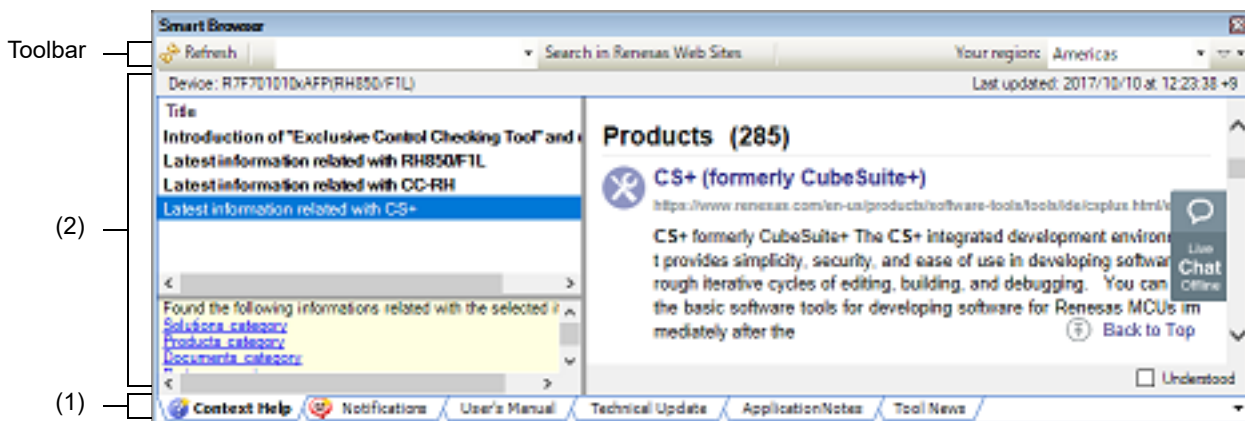 Smart Browser
Toolbar
Refresh
Search in Renesas Web Sites
Your region: Americas
Device: R7F701010xAFP(RH850/F1L)
Last updated: 2017/10/10 at 12:23:38 +9
Title
Introduction of "Exclusive Control Checking Tool" and
Latest information related with RH850/F1L
Latest information related with CC-RH
Latest information related with CS+
(2)
Found the following informations related with the selected
Solutions category
Products category
Documents category
Products (285)
CS+ (formerly CubeSuite+)
https://www.renesas.com/en-us/products/software-tools/tools/ide/csplus.html/
CS+ formerly CubeSuite+ The CS+ integrated development environ
t provides simplicity, security, and ease of use in developing softwar
rough iterative cycles of editing, building, and debugging. You can
the basic software tools for developing software for Renesas MCUs im
mediately after the
Back to Top
Live
Chat
Offline
Understood
(1)
Context Help
Notifications
User's Manual
Technical Update
ApplicationNotes
Tool News